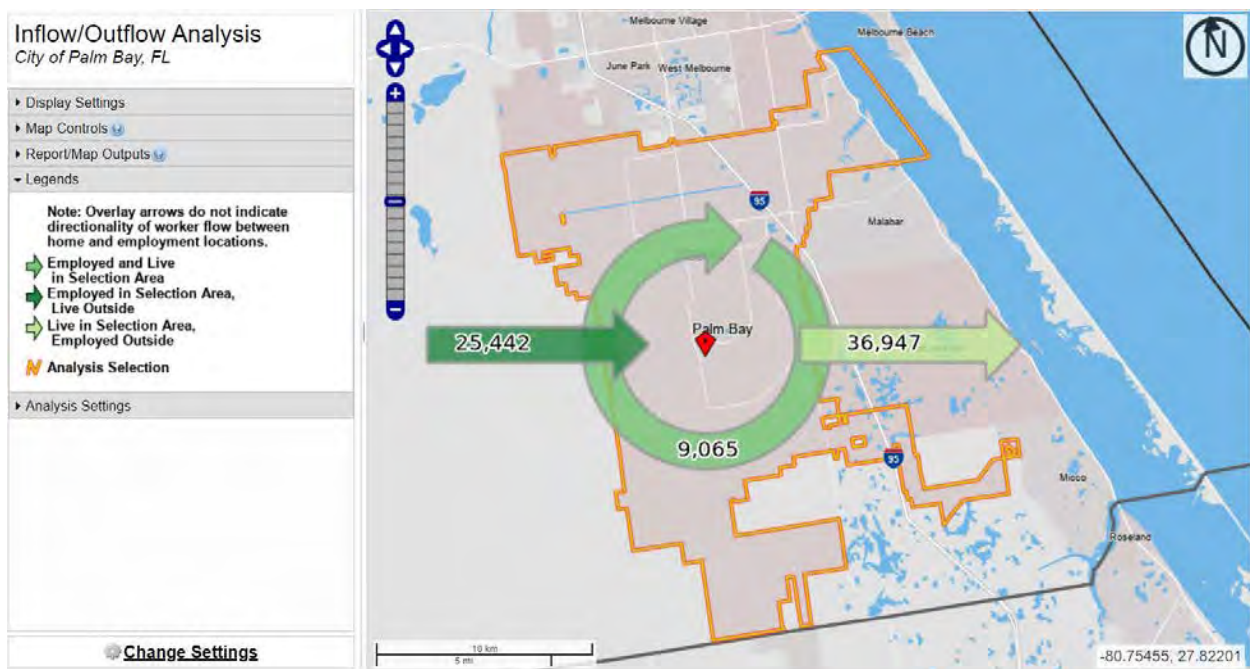 Inflow/Outflow Analysis
City of Palm Bay, FL
Display Settings
Map Controls
Report/Map Outputs
Legends
Note: Overlay arrows do not indicate
directionality of worker flow between
home and employment locations.
Employed and Live
in Selection Area
Employed in Selection Area,
Live Outside
Live in Selection Area,
Employed Outside
Analysis Selection
Analysis Settings
Change Settings
Melbourne Village
Melbourne Beach
June Park
West Melbourne
N
95
Malabar
Palm Bay
25,442
36,947
9,065
95
Micco
Roseland
10 km
5 mi
-80.75455, 27.82201